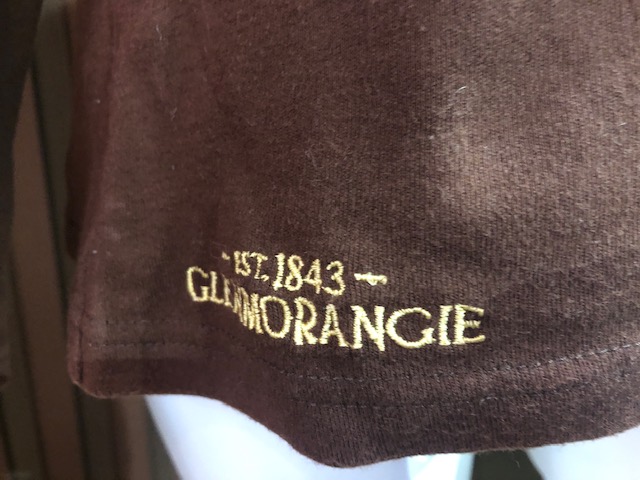 - EST. 1843 -
GLENMORANGIE